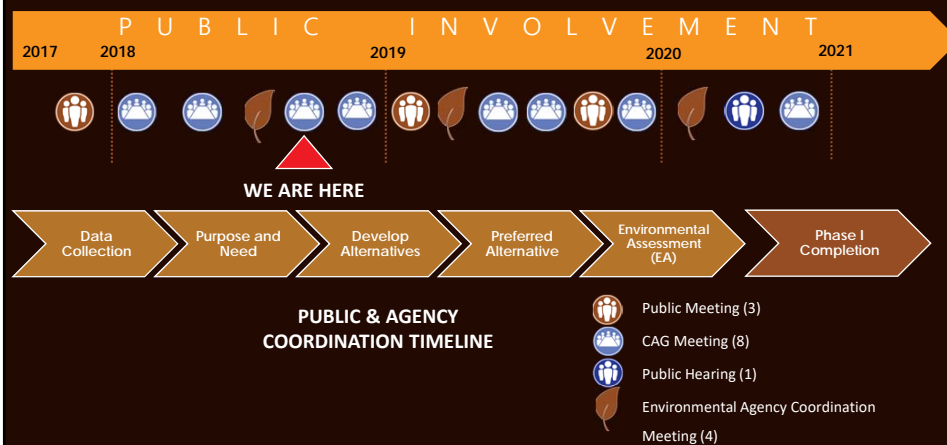 PUBLIC INVOLVEMENT
2017 2018 2019 2020 2021
WE ARE HERE
Data
Collection
Purpose and
Need
Develop
Alternatives
Preferred
Alternative
Environmental
Assessment
(EA)
Phase I
Completion
PUBLIC & AGENCY
COORDINATION TIMELINE
Public Meeting (3)
CAG Meeting (8)
Public Hearing (1)
Environmental Agency Coordination
Meeting (4)